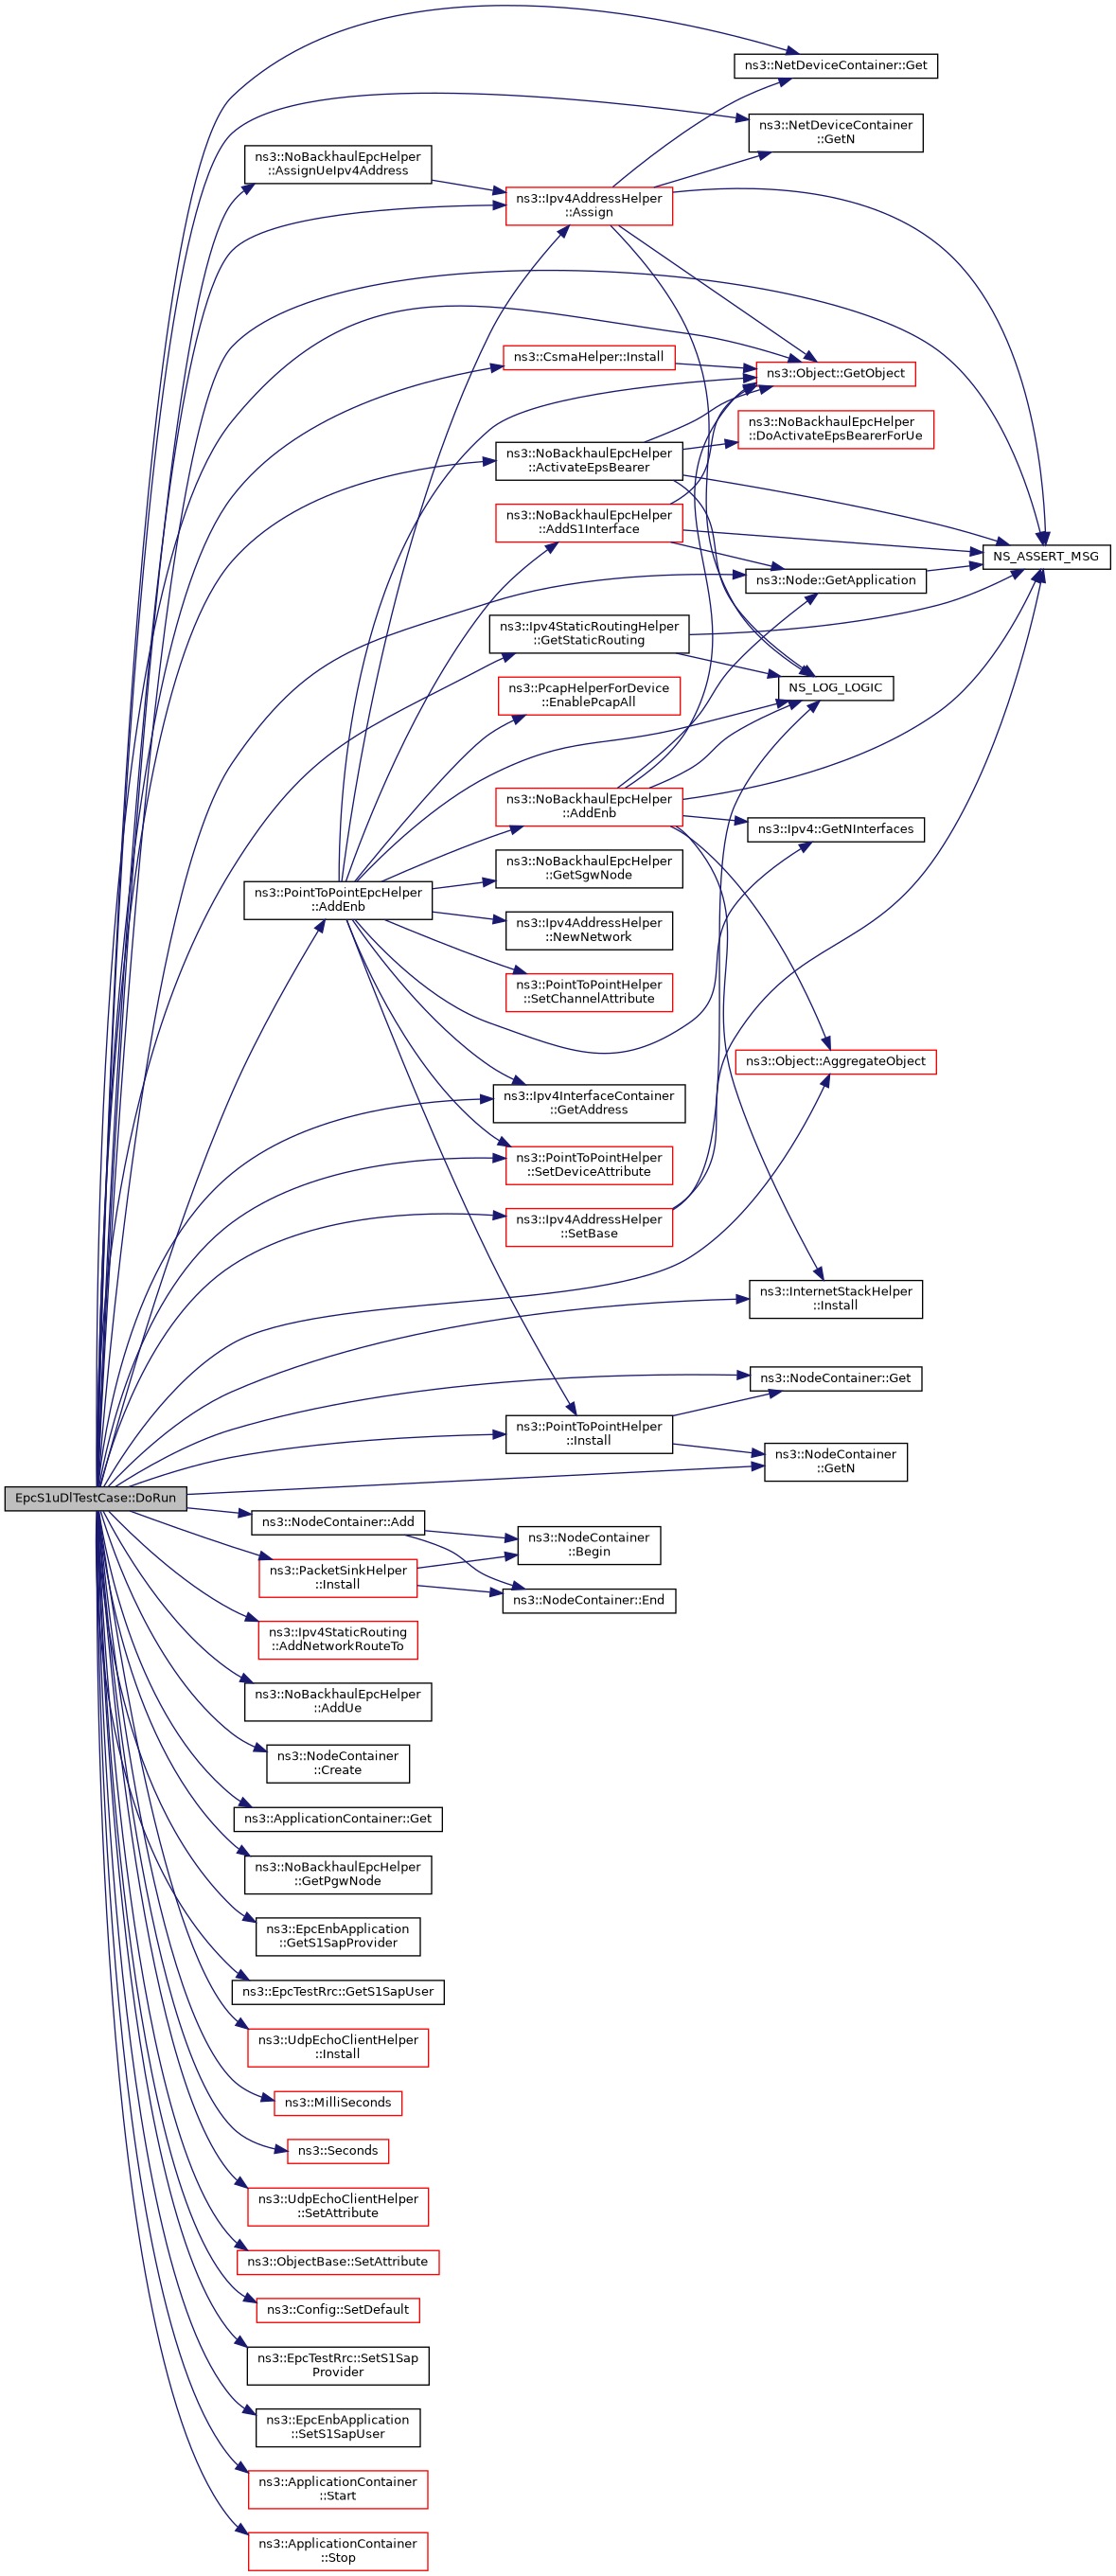 ns3::NetDeviceContainer::Get
ns3::NetDeviceContainer
::GetN
ns3::NoBackhaulEpcHelper
::AssignUeIpv4Address
ns3::Ipv4AddressHelper
::Assign
ns3::CsmaHelper::Install
ns3::Object::GetObject
ns3::NoBackhaulEpcHelper
::DoActivateEpsBearerForUe
ns3::NoBackhaulEpcHelper
::ActivateEpsBearer
ns3::NoBackhaulEpcHelper
::AddS1Interface
NS_ASSERT_MSG
ns3::Node::GetApplication
ns3::Ipv4StaticRoutingHelper
::GetStaticRouting
ns3::PcapHelperForDevice
::EnablePcapAll
NS_LOG_LOGIC
ns3::NoBackhaulEpcHelper
::AddEnb
ns3::Ipv4::GetNInterfaces
ns3::NoBackhaulEpcHelper
::GetSgwNode
ns3::PointToPointEpcHelper
::AddEnb
ns3::Ipv4AddressHelper
::NewNetwork
ns3::PointToPointHelper
::SetChannelAttribute
ns3::Object::AggregateObject
ns3::Ipv4InterfaceContainer
::GetAddress
ns3::PointToPointHelper
::SetDeviceAttribute
ns3::Ipv4AddressHelper
::SetBase
ns3::InternetStackHelper
::Install
ns3::NodeContainer::Get
ns3::PointToPointHelper
::Install
ns3::NodeContainer
::GetN
EpcS1uDlTestCase::DoRun
ns3::NodeContainer::Add
ns3::NodeContainer
::Begin
ns3::PacketSinkHelper
::Install
ns3::NodeContainer::End
ns3::Ipv4StaticRouting
::AddNetworkRouteTo
ns3::NoBackhaulEpcHelper
::AddUe
ns3::NodeContainer
::Create
ns3::ApplicationContainer::Get
ns3::NoBackhaulEpcHelper
::GetPgwNode
ns3::EpcEnbApplication
::GetS1SapProvider
ns3::EpcTestRrc::GetS1SapUser
ns3::UdpEchoClientHelper
::Install
ns3::MilliSeconds
ns3::Seconds
ns3::UdpEchoClientHelper
::SetAttribute
ns3::ObjectBase::SetAttribute
ns3::Config::SetDefault
ns3::EpcTestRrc::SetS1Sap
Provider
ns3::EpcEnbApplication
::SetS1SapUser
ns3::ApplicationContainer
::Start
ns3::ApplicationContainer
::Stop